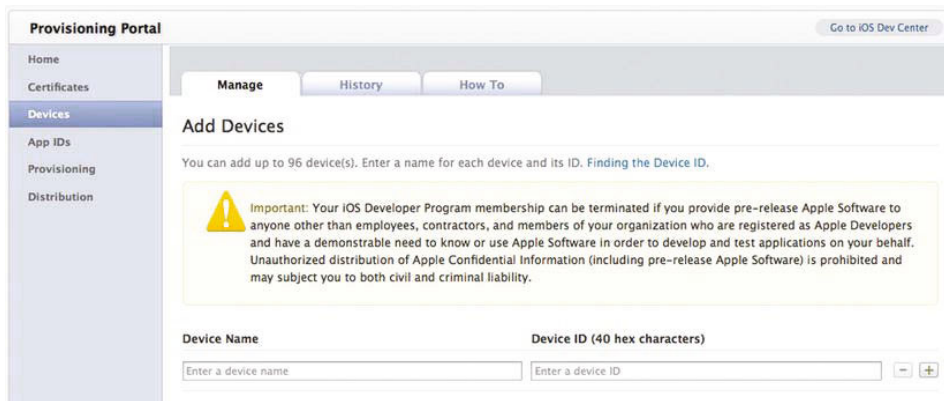 Provisioning Portal
Go to iOS Dev Center
Home
Certificates
Devices
App IDs
Provisioning
Distribution
Manage
History
How To
Add Devices
You can add up to 96 device(s). Enter a name for each device and its ID. Finding the Device ID.
Important: Your iOS Developer Program membership can be terminated if you provide pre-release Apple Software to
anyone other than employees, contractors, and members of your organization who are registered as Apple Developers
and have a demonstrable need to know or use Apple Software in order to develop and test applications on your behalf.
Unauthorized distribution of Apple Confidential Information (including pre-release Apple Software) is prohibited and
may subject you to both civil and criminal liability.
Device Name
Device ID (40 hex characters)
Enter a device name
Enter a device ID